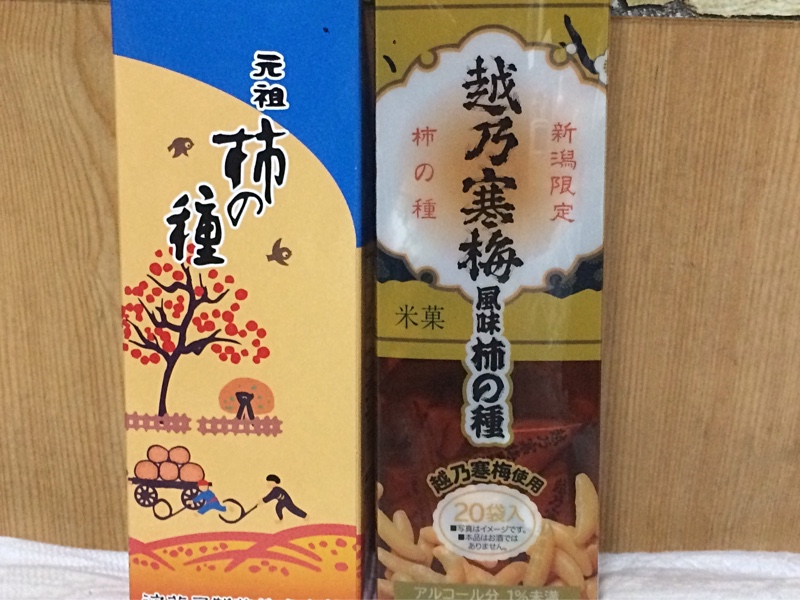 元祖
柿の種
新潟限定
越乃寒梅
柿の種
風味柿の種
米菓
越乃寒梅使用
20袋入
■写真はイメージです。
■本品はお酒では
ありません。
アルコール分 1%未満